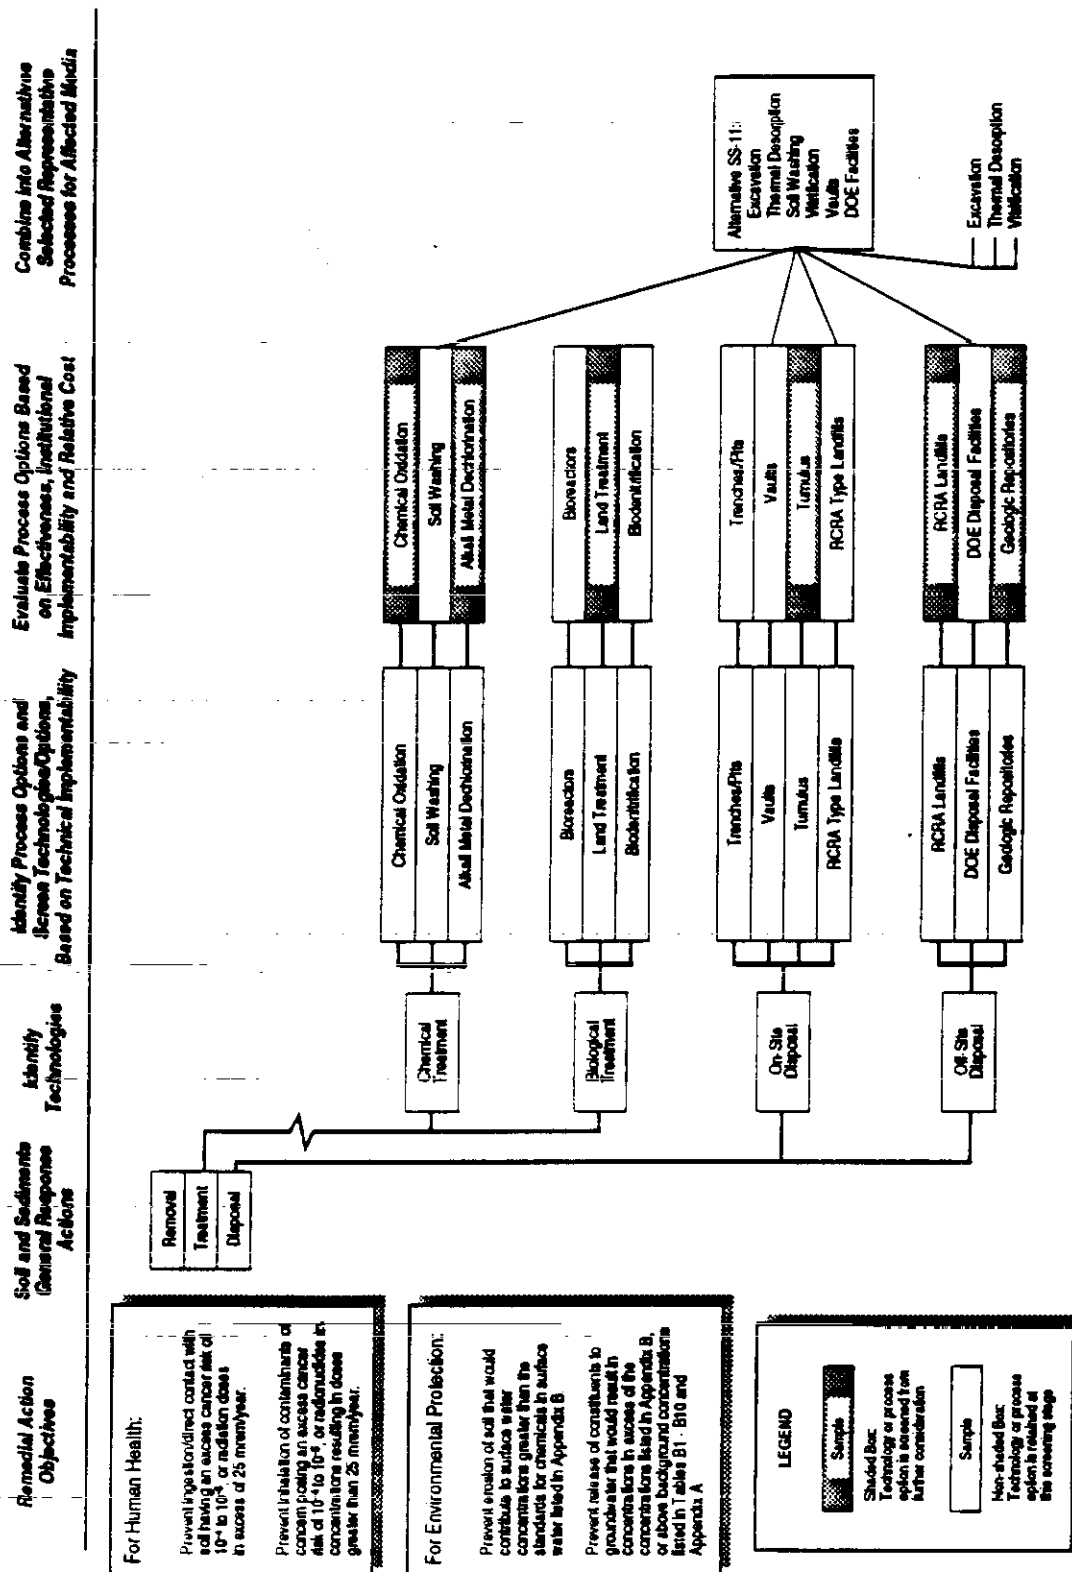 Remedial Action
Objectives
Soil and Sediments
General Response
Actions
Identify
Technologies
Identify Process Options and
Screen Technologies/Options,
Based on Technical Implementability
Evaluate Process Options Based
on Effectiveness, Institutional
Implementability and Relative Cost
Combine into Alternatives
Selected Representative
Processes for Affected Media
For Human Health:
Prevent ingestion/direct contact with
soil having an excess cancer risk of
10⁻⁴ to 10⁻⁶ or radiation doses
in excess of 25 mrem/year.
Prevent inhalation of contaminants of
concern posing an excess cancer
risk of 10⁻⁴ to 10⁻⁶, or radionuclides in
concentrations resulting in doses
greater than 25 mrem/year.
For Environmental Protection:
Prevent erosion of soil that would
contribute to surface water
concentrations greater than the
standards for chemicals in surface
water listed in Appendix B
Prevent release of constituents to
groundwater that would result in
concentrations in excess of the
concentrations listed in Appendix B,
or above background concentrations
listed in Tables B1 - B10 and
Appendix A
LEGEND
Sample
Shaded Box:
Technology or process
option is screened from
further consideration
Sample
Non-shaded Box:
Technology or process
option is retained at
this screening stage
Removal
Treatment
Disposal
Chemical
Treatment
Biological
Treatment
On-Site
Disposal
Off-Site
Disposal
Chemical Oxidation
Soil Washing
Alkali Metal Dechlorination
Bioreactors
Land Treatment
Biodenitrification
Trenches/Pits
Vaults
Tumulus
RCRA Type Landfills
RCRA Landfills
DOE Disposal Facilities
Geologic Repositories
Chemical Oxidation
Soil Washing
Alkali Metal Dechlorination
Bioreactors
Land Treatment
Biodenitrification
Trenches/Pits
Vaults
Tumulus
RCRA Type Landfills
RCRA Landfills
DOE Disposal Facilities
Geologic Repositories
Alternative SS-11:
Excavation
Thermal Desorption
Soil Washing
Vitrification
Vaults
DOE Facilities
Excavation
Thermal Desorption
Vitrification